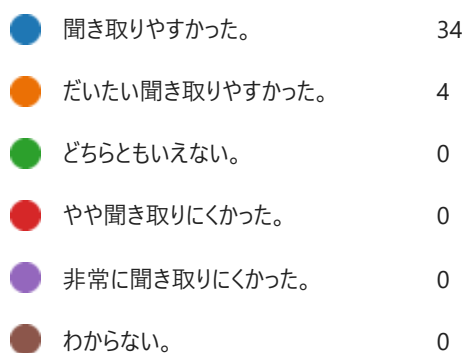 聞き取りやすかった。 34
だいたい聞き取りやすかった。 4
どちらともいえない。 0
やや聞き取りにくかった。 0
非常に聞き取りにくかった。 0
わからない。 0